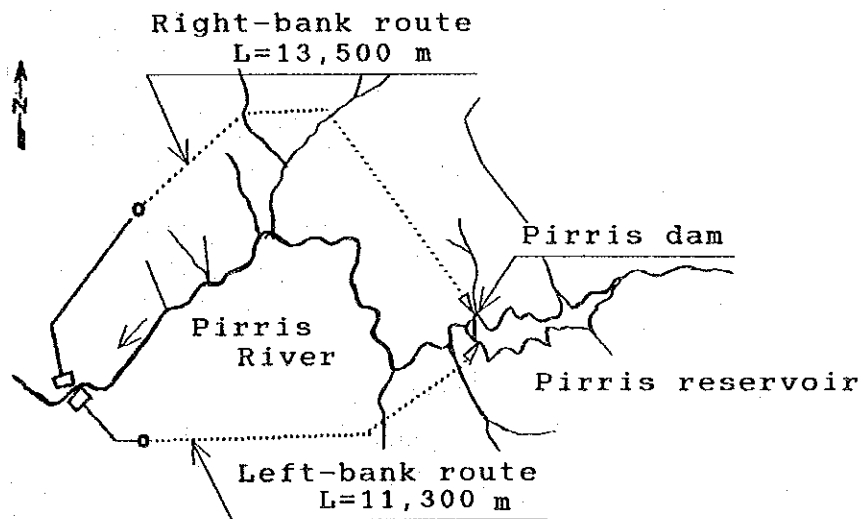 Right-bank route
L=13,500 m
N
Pirris dam
Pirris
River
Pirris reservoir
Left-bank route
L=11,300 m